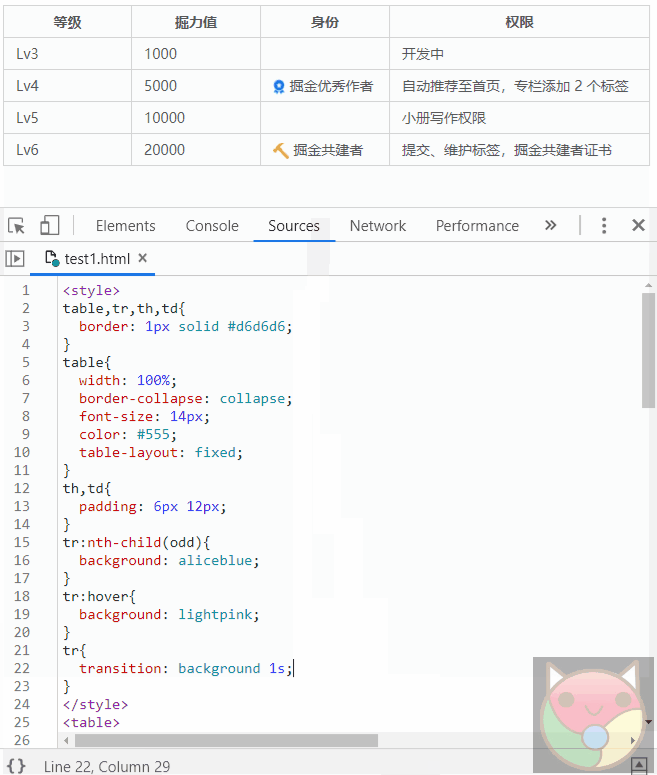 等级 掘力值 身份 权限
Lv3 1000 开发中
Lv4 5000 掘金优秀作者 自动推荐至首页，专栏添加 2 个标签
Lv5 10000 小册写作权限
Lv6 20000 掘金共建者 提交、维护标签，掘金共建者证书
Elements Console Sources Network Performance »
test1.html ×
1 <style>
2 table,tr,th,td{
3 border: 1px solid #d6d6d6;
4 }
5 table{
6 width: 100%;
7 border-collapse: collapse;
8 font-size: 14px;
9 color: #555;
10 table-layout: fixed;
11 }
12 th,td{
13 padding: 6px 12px;
14 }
15 tr:nth-child(odd){
16 background: aliceblue;
17 }
18 tr:hover{
19 background: lightpink;
20 }
21 tr{
22 transition: background 1s;
23 }
24 </style>
25 <table>
26
{} Line 22, Column 29